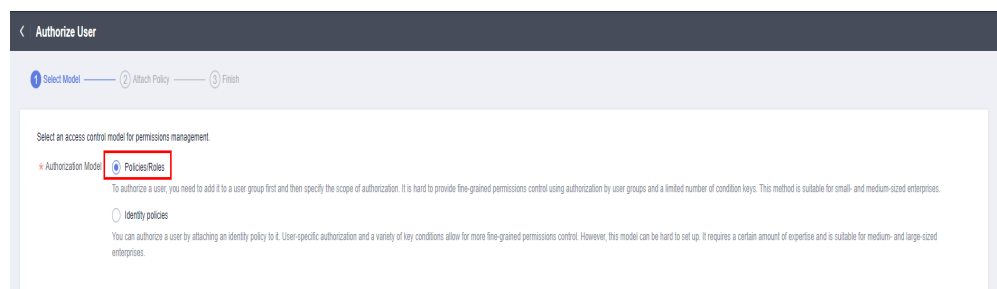 < Authorize User
1 Select Model 2 Attach Policy 3 Finish
Select an access control model for permissions management.
* Authorization Model Policies/Roles
To authorize a user, you need to add it to a user group first and then specify the scope of authorization. It is hard to provide fine-grained permissions control using authorization by user groups and a limited number of condition keys. This method is suitable for small- and medium-sized enterprises.
Identity policies
You can authorize a user by attaching an identity policy to it. User-specific authorization and a variety of key conditions allow for more fine-grained permissions control. However, this model can be hard to set up. It requires a certain amount of expertise and is suitable for medium- and large-sized
enterprises.